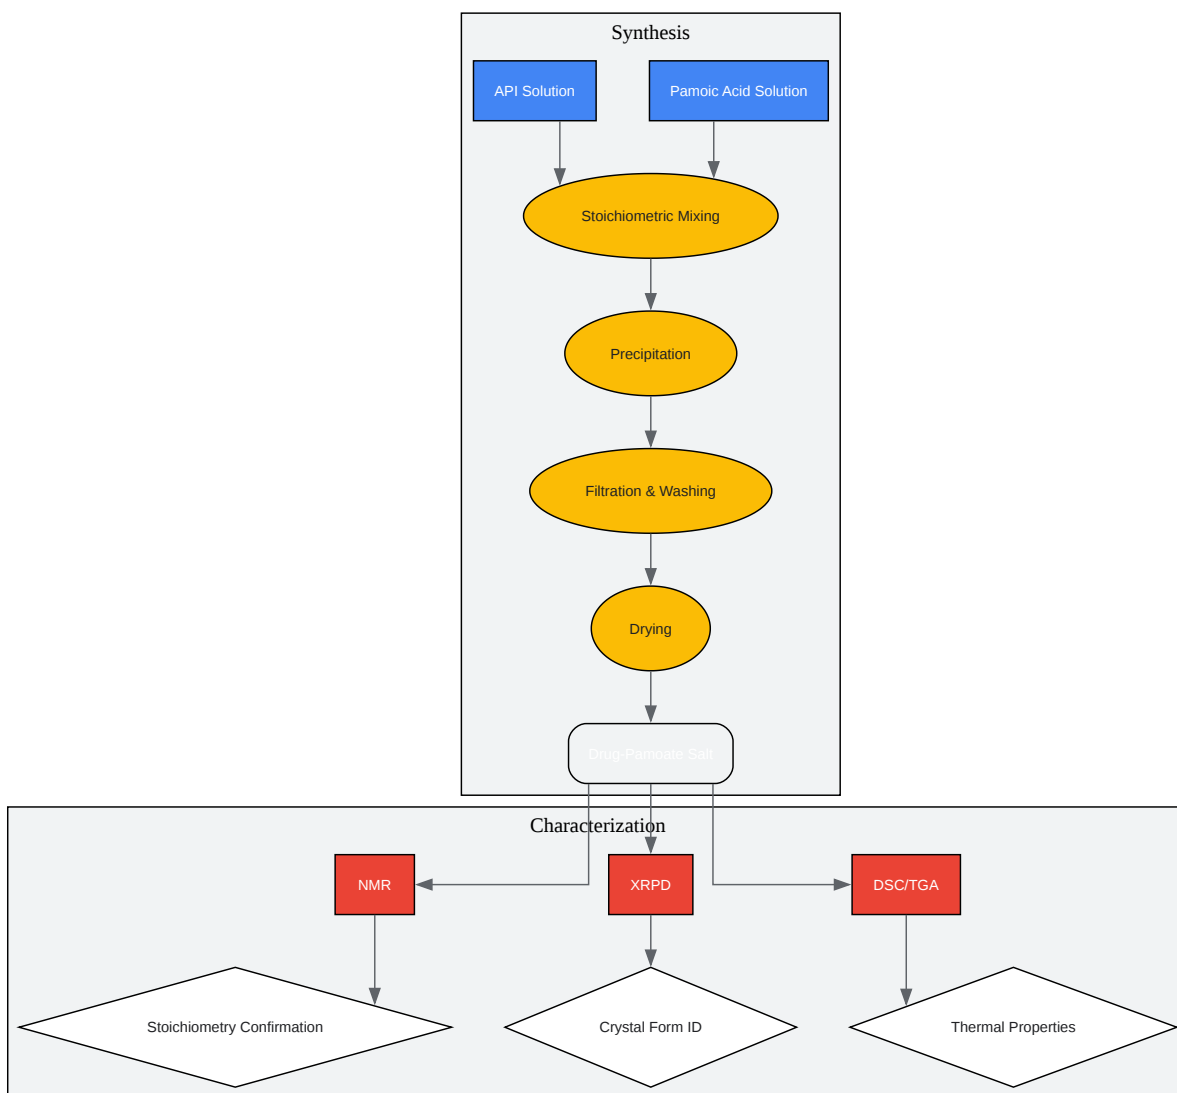 Synthesis
API Solution
Pamoic Acid Solution
Stoichiometric Mixing
Precipitation
Filtration & Washing
Drying
Drug-Pamoate Salt
Characterization
NMR
XRPD
DSC/TGA
Stoichiometry Confirmation
Crystal Form ID
Thermal Properties